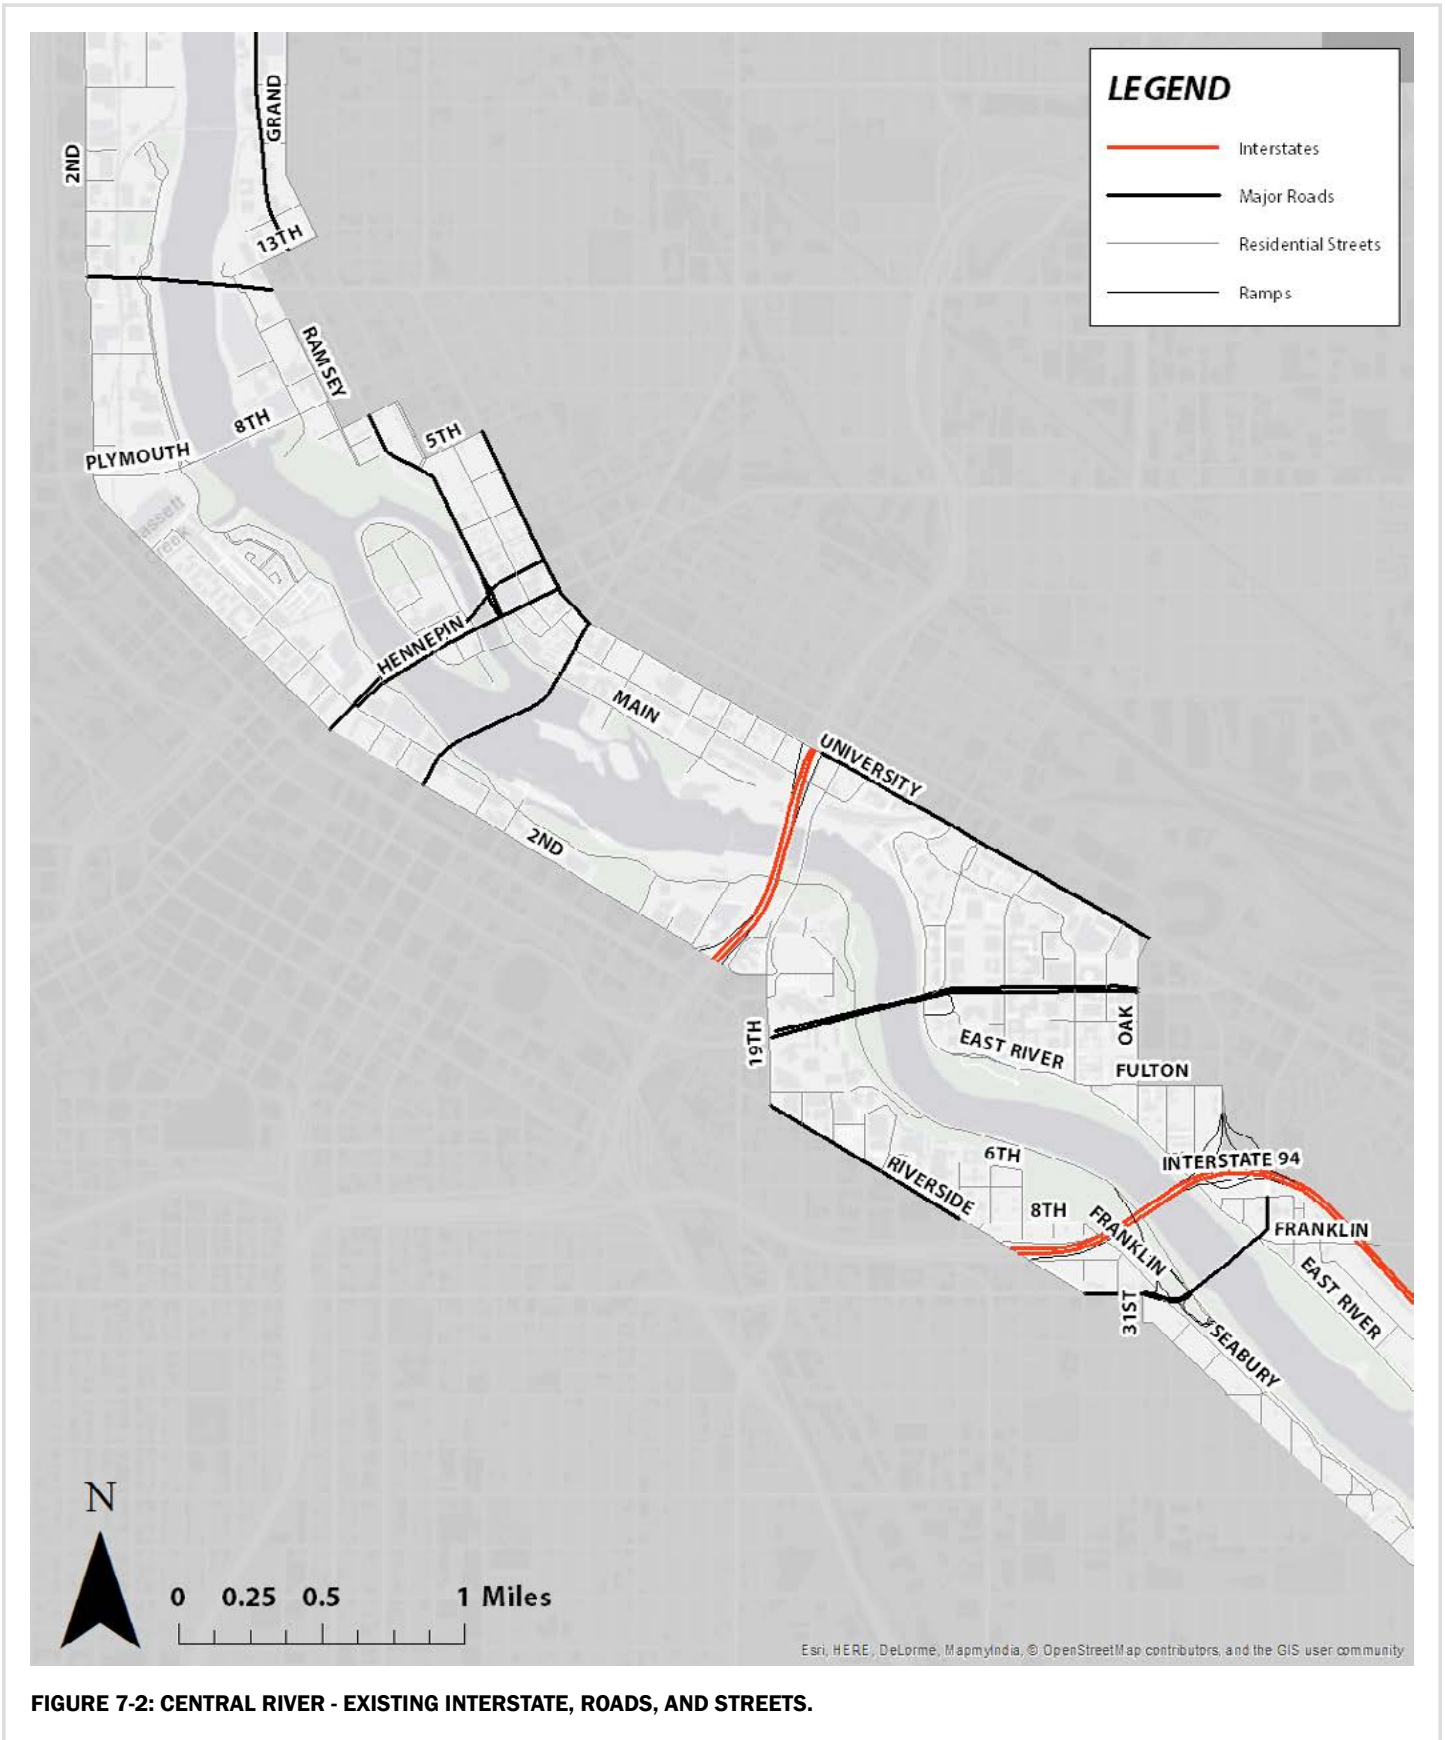 LEGEND
Interstates
Major Roads
Residential Streets
Ramps
GRAND
2ND
13TH
RAMSEY
8TH
5TH
PLYMOUTH
HENNEPIN
MAIN
UNIVERSITY
2ND
19TH
OAK
EAST RIVER
FULTON
6TH
INTERSTATE 94
RIVERSIDE
8TH
FRANKLIN
FRANKLIN
EAST RIVER
31ST
SEABURY
N
0 0.25 0.5 1 Miles
Esri, HERE, DeLorme, MapmyIndia, © OpenStreetMap contributors, and the GIS user community
FIGURE 7-2: CENTRAL RIVER - EXISTING INTERSTATE, ROADS, AND STREETS.